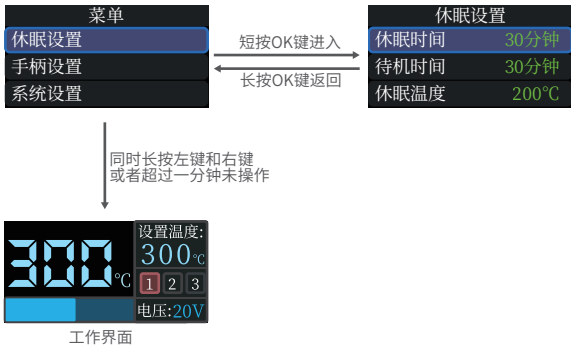 菜单
休眠设置
手柄设置
系统设置
短按OK键进入
长按OK键返回
休眠设置
休眠时间 30分钟
待机时间 30分钟
休眠温度 200℃
同时长按左键和右键
或者超过一分钟未操作
300℃
设置温度:
300℃
1 2 3
电压:20V
工作界面